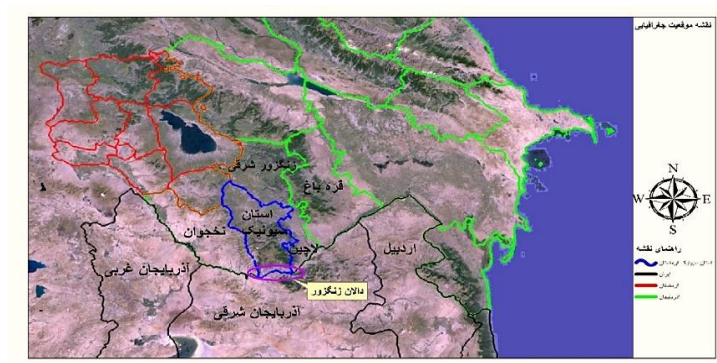 نقشه موقعیت جغرافیایی
N
W
E
S
راهنمای نقشه
ایران
ارمنستان
آذربایجان
زنگزور شرقی
قره باغ
استان
سیونیک
نخجوان
لاچین
اردبیل
آذربایجان غربی
دالان زنگزور
آذربایجان شرقی